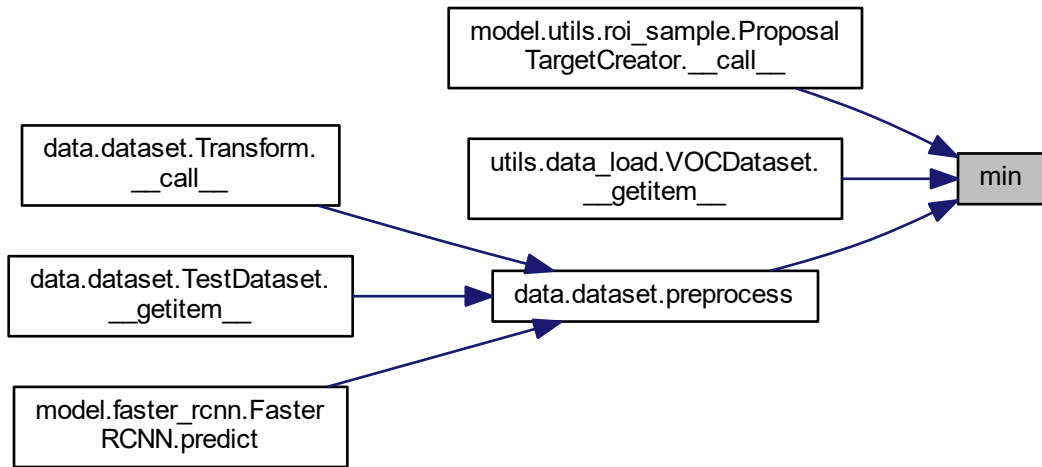 model.utils.roi_sample.Proposal
TargetCreator.__call__
data.dataset.Transform.
__call__
utils.data_load.VOCDataset.
__getitem__
min
data.dataset.TestDataset.
__getitem__
data.dataset.preprocess
model.faster_rcnn.Faster
RCNN.predict